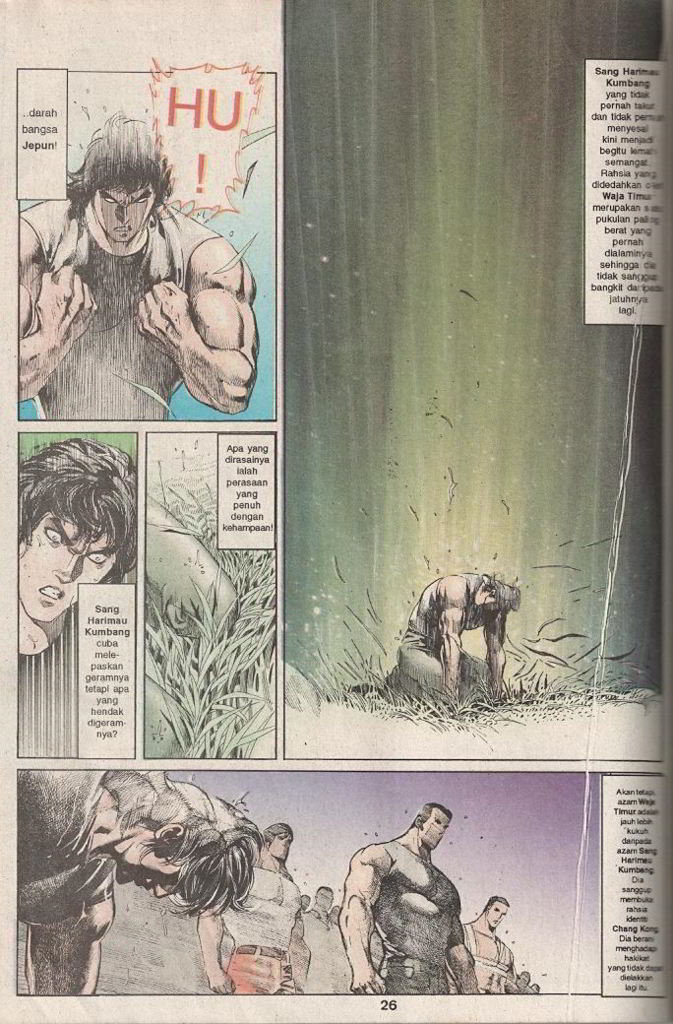 ..darah
bangsa
Jepun!
HU
!
Sang Harimau
Kumbang
yang tidak
pernah takut
dan tidak pernah
menyesal
kini menjadi
begitu lemah
semangat.
Rahsia yang
didedahkan oleh
Waja Timur
merupakan satu
pukulan paling
berat yang
pernah
dialaminya
sehingga dia
tidak sanggup
bangkit daripada
jatuhnya
lagi.
Sang
Harimau
Kumbang
cuba
mele-
paskan
geramnya
tetapi apa
yang
hendak
digeram-
nya?
Apa yang
dirasainya
ialah
perasaan
yang
penuh
dengan
kehampaan!
Akan tetapi,
azam Waja
Timur adalah
jauh lebih
kukuh
daripada
azam Sang
Harimau
Kumbang.
Dia
sanggup
membuka
rahsia
identiti
Chang Kong.
Dia berani
menghadapi
hakikat
yang tidak dapat
dielakkan
lagi itu.
26